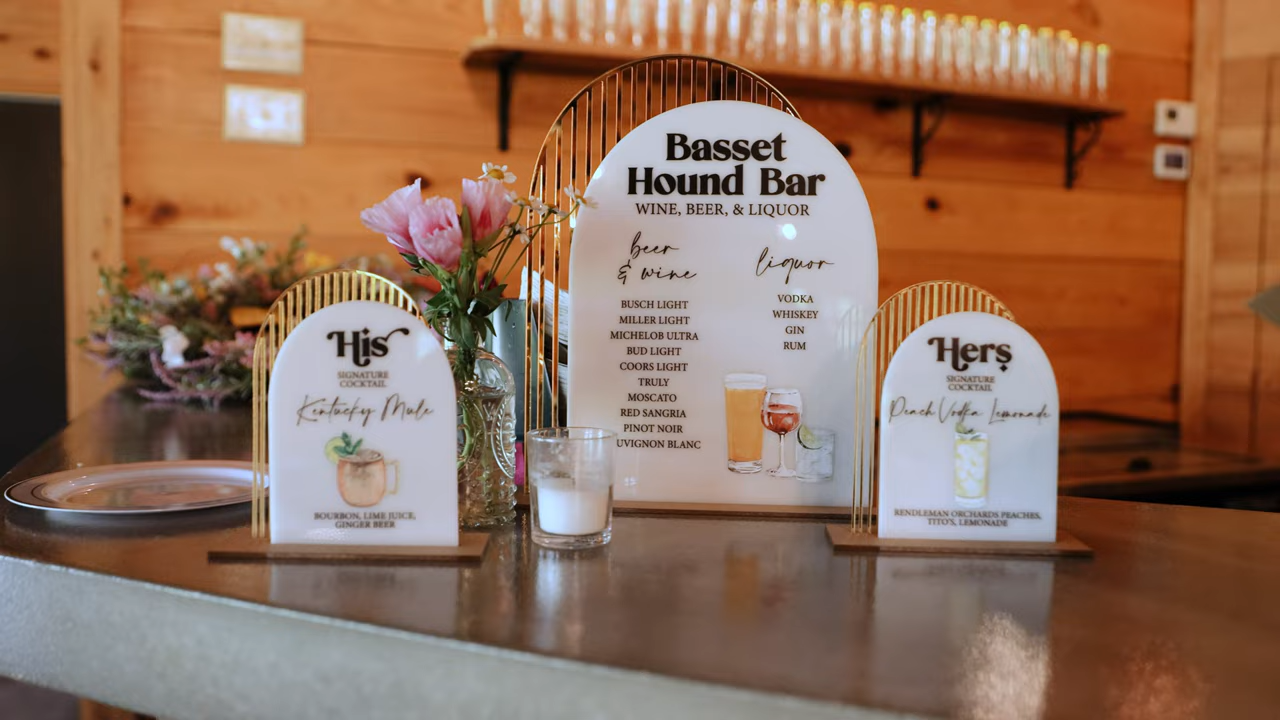 Basset
Hound Bar
WINE, BEER, & LIQUOR
beer
& wine
BUSCH LIGHT
MILLER LIGHT
MICHELOB ULTRA
BUD LIGHT
COORS LIGHT
TRULY
MOSCATO
RED SANGRIA
PINOT NOIR
UVIGNON BLANC
liquor
VODKA
WHISKEY
GIN
RUM
His
SIGNATURE
COCKTAIL
Kentucky Mule
BOURBON, LIME JUICE,
GINGER BEER
Hers
SIGNATURE
COCKTAIL
Peach Vodka Lemonade
RENDLEMAN ORCHARDS PEACHES,
TITO'S, LEMONADE